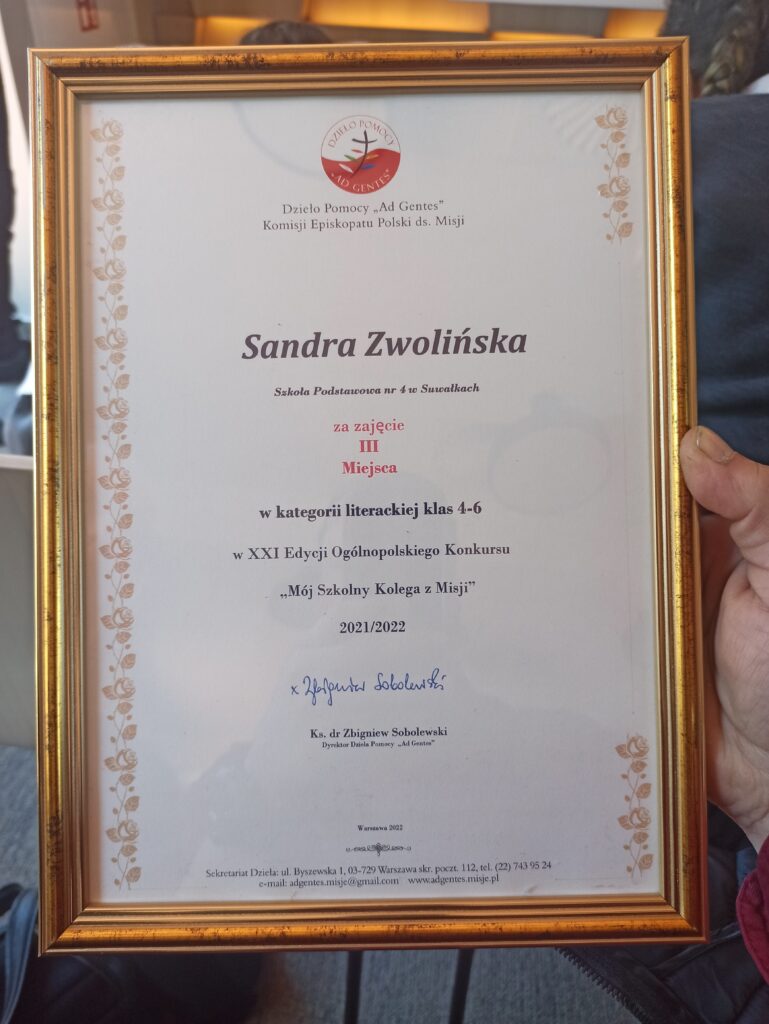 DZIEŁO POMOCY
"AD GENTES"
Dzieło Pomocy „Ad Gentes”
Komisji Episkopatu Polski ds. Misji
Sandra Zwolińska
Szkoła Podstawowa nr 4 w Suwałkach
za zajęcie
III
Miejsca
w kategorii literackiej klas 4-6
w XXI Edycji Ogólnopolskiego Konkursu
„Mój Szkolny Kolega z Misji”
2021/2022
x Zbigniew Sobolewski
Ks. dr Zbigniew Sobolewski
Dyrektor Dzieła Pomocy „Ad Gentes”
Warszawa 2022
Sekretariat Dzieła: ul. Byszewska 1, 03-729 Warszawa skr. poczt. 112, tel. (22) 743 95 24
e-mail: adgentes.misje@gmail.com www.adgentes.misje.pl